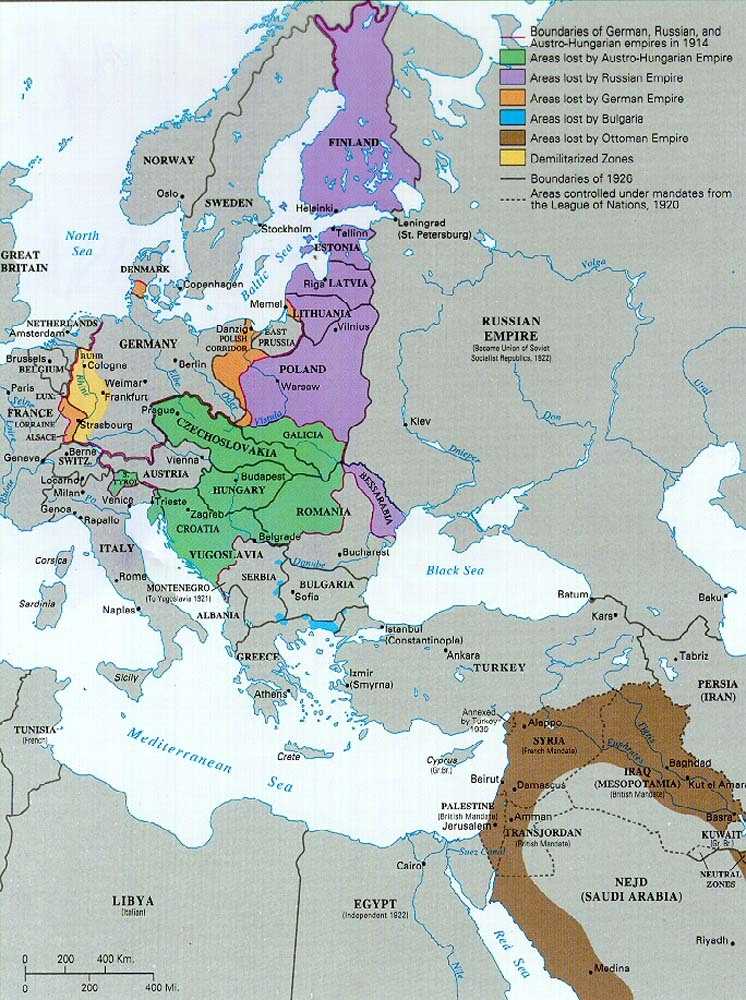 Boundaries of German, Russian, and
Austro-Hungarian empires in 1914
Areas lost by Austro-Hungarian Empire
Areas lost by Russian Empire
Areas lost by German Empire
Areas lost by Bulgaria
Areas lost by Ottoman Empire
Demilitarized Zones
Boundaries of 1926
Areas controlled under mandates from
the League of Nations, 1920
FINLAND
NORWAY
Oslo
SWEDEN
Helsinki
Leningrad
(St. Petersburg)
Stockholm
Tallinn
ESTONIA
North
Sea
GREAT
BRITAIN
DENMARK
Copenhagen
Baltic Sea
Riga
LATVIA
Volga
Memel
LITHUANIA
Vilnius
NETHERLANDS
Amsterdam
Danzig
POLISH
CORRIDOR
EAST
PRUSSIA
RUSSIAN
EMPIRE
(Became Union of Soviet
Socialist Republics, 1922)
GERMANY
Brussels
BELGIUM
RUHR
Cologne
Berlin
POLAND
Warsaw
Ural
Paris
LUX.
Rhine
Weimar
Frankfurt
Elbe
Oder
Vistula
Seine
FRANCE
LORRAINE
ALSACE
Strasbourg
Prague
CZECHOSLOVAKIA
GALICIA
Kiev
Don
Dnieper
Loire
Geneva
Berne
SWITZ.
Vienna
AUSTRIA
S.
TYROL
Budapest
HUNGARY
BESSARABIA
Rhône
Locarno
Milan
Po
Venice
Trieste
Zagreb
CROATIA
ROMANIA
Genoa
Rapallo
Belgrade
ITALY
YUGOSLAVIA
Bucharest
Danube
Corsica
Black Sea
Rome
MONTENEGRO
(To Yugoslavia 1921)
SERBIA
BULGARIA
Sofia
Sardinia
Naples
ALBANIA
Batum
Kars
Baku
Istanbul
(Constantinople)
GREECE
Ankara
TURKEY
Tabriz
Izmir
(Smyrna)
PERSIA
(IRAN)
Sicily
Athens
TUNISIA
(French)
Annexed
by Turkey
1939
Aleppo
SYRIA
(French Mandate)
Tigris
Euphrates
Mediterranean
Sea
Crete
Cyprus
(Gr.Br.)
Beirut
Damascus
IRAQ
(MESOPOTAMIA)
(British Mandate)
Baghdad
Kut el Amara
PALESTINE
(British Mandate)
Jerusalem
Amman
TRANSJORDAN
(British Mandate)
Basra
KUWAIT
(Gr. Br.)
Suez Canal
Cairo
NEUTRAL
ZONES
NEJD
(SAUDI ARABIA)
LIBYA
(Italian)
EGYPT
(Independent 1922)
Nile
Red Sea
Riyadh
Medina
0 200 400 Km.
0 200 400 Mi.